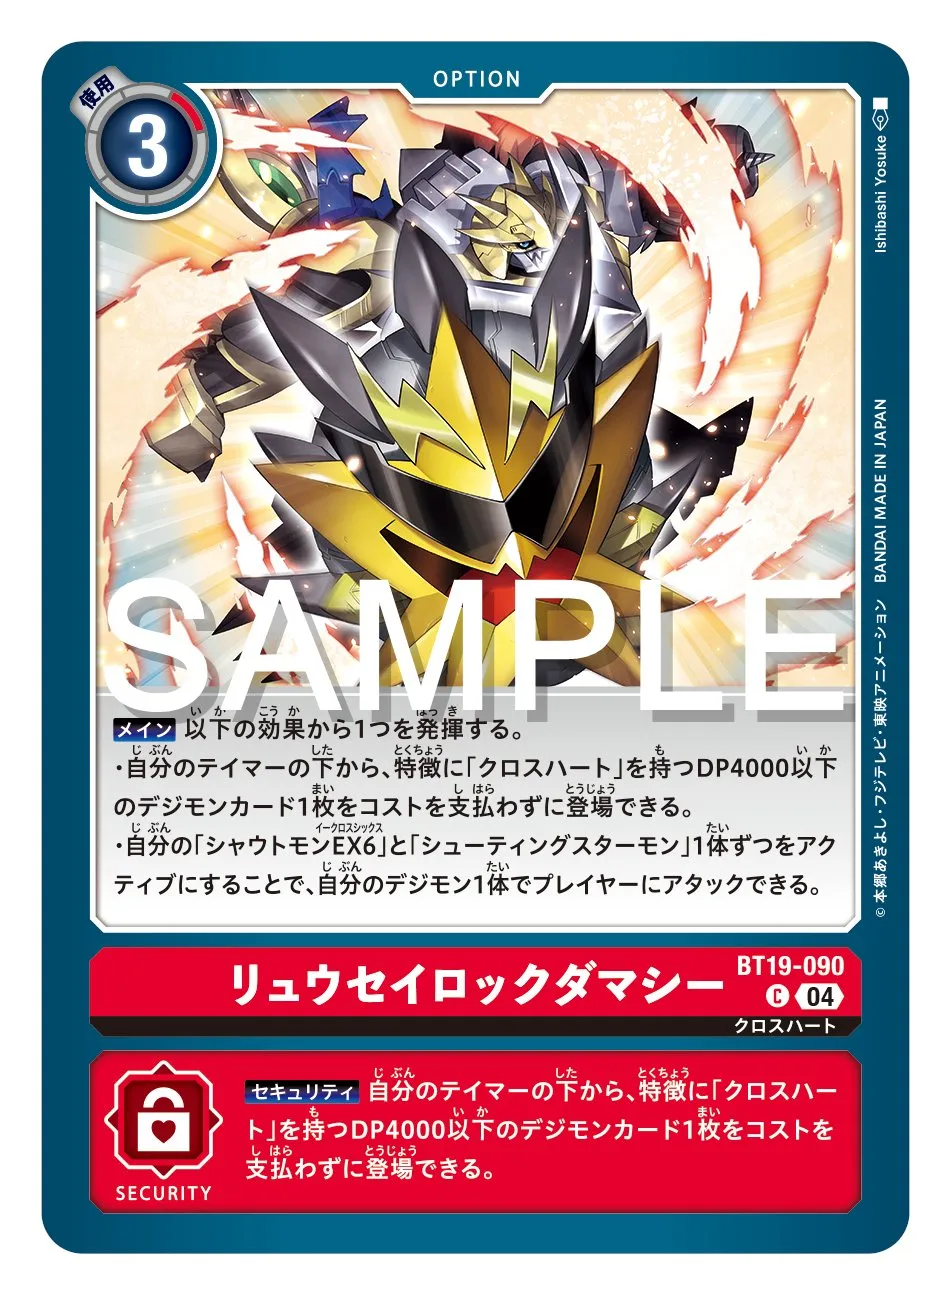 OPTION
使用
3
Ishibashi Yosuke
BANDAI MADE IN JAPAN
©本郷あきよし・フジテレビ・東映アニメーション
SAMPLE
メイン 以下の効果から1つを発揮する。
・自分のテイマーの下から、特徴に「クロスハート」を持つDP4000以下
のデジモンカード1枚をコストを支払わずに登場できる。
・自分の「シャウトモンEX6」と「シューティングスターモン」1体ずつをアク
ティブにすることで、自分のデジモン1体でプレイヤーにアタックできる。
リュウセイロックダマシー
BT19-090
C 04
クロスハート
セキュリティ 自分のテイマーの下から、特徴に「クロスハー
ト」を持つDP4000以下のデジモンカード1枚をコストを
支払わずに登場できる。
SECURITY